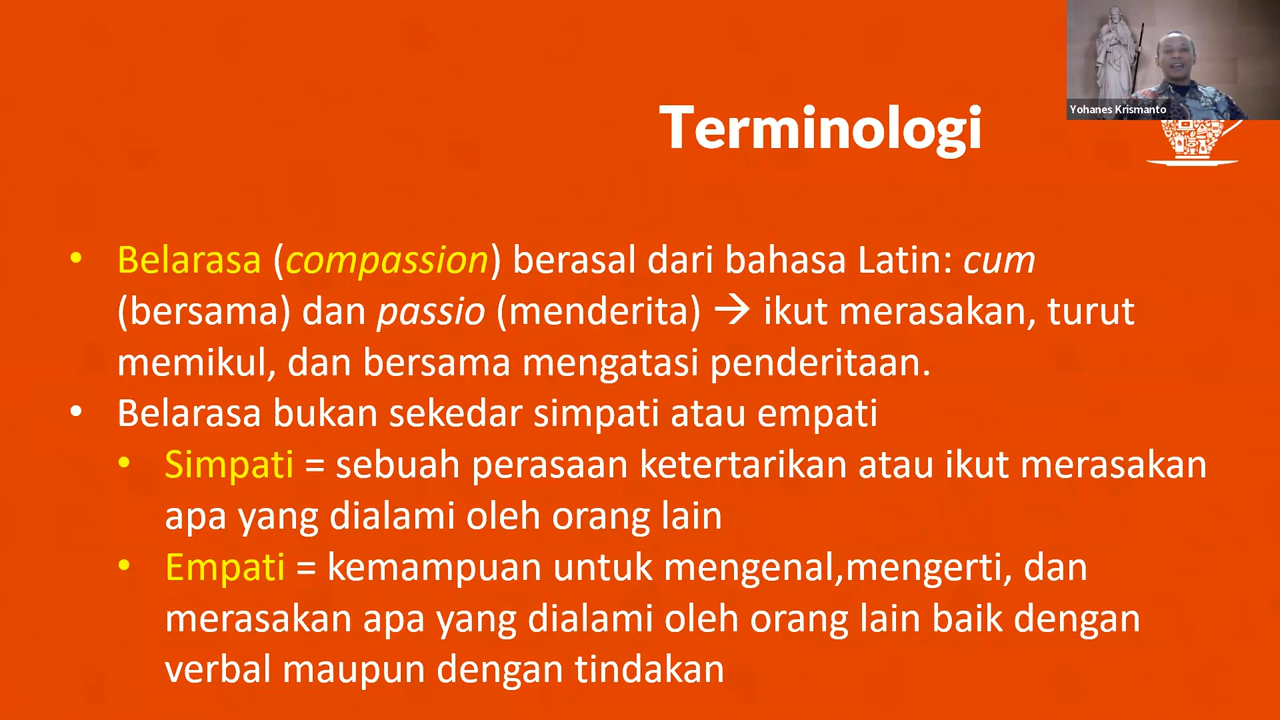 Yohanes Krismanto
Terminologi
• Belarasa (compassion) berasal dari bahasa Latin: cum
(bersama) dan passio (menderita) → ikut merasakan, turut
memikul, dan bersama mengatasi penderitaan.
• Belarasa bukan sekedar simpati atau empati
• Simpati = sebuah perasaan ketertarikan atau ikut merasakan
apa yang dialami oleh orang lain
• Empati = kemampuan untuk mengenal,mengerti, dan
merasakan apa yang dialami oleh orang lain baik dengan
verbal maupun dengan tindakan